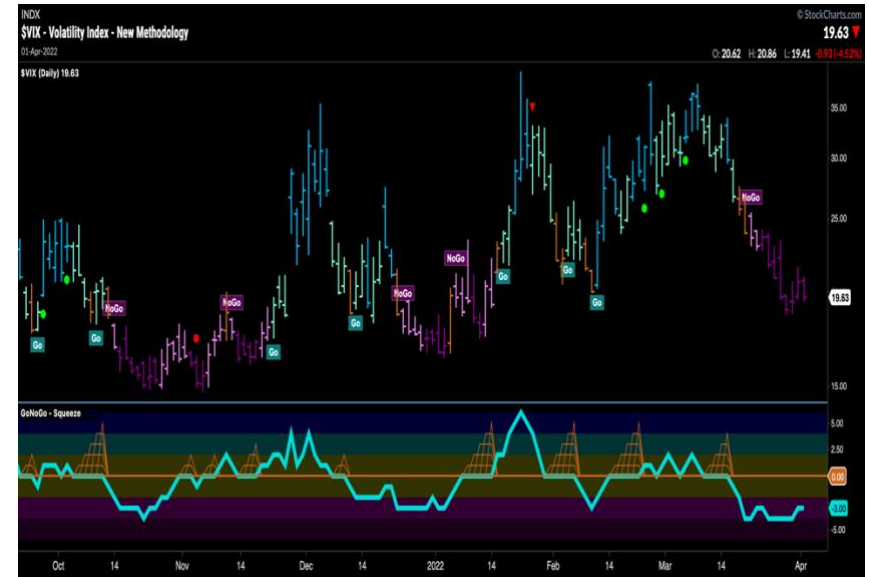 INDX
© StockCharts.com
$VIX - Volatility Index - New Methodology
19.63
01-Apr-2022
O: 20.62 H: 20.86 L: 19.41 -0.93 (-4.52%)
$VIX (Daily) 19.63
35.00
30.00
25.00
NoGo
NoGo
Go
Go
NoGo
NoGo
NoGo
19.63
Go
Go
Go
Go
Go
Go
15.00
GoNoGo - Squeeze
5.00
2.50
0.00
-3.00
-5.00
Oct 14 Nov 14 Dec 14 2022 14 Feb 14 Mar 14 Apr